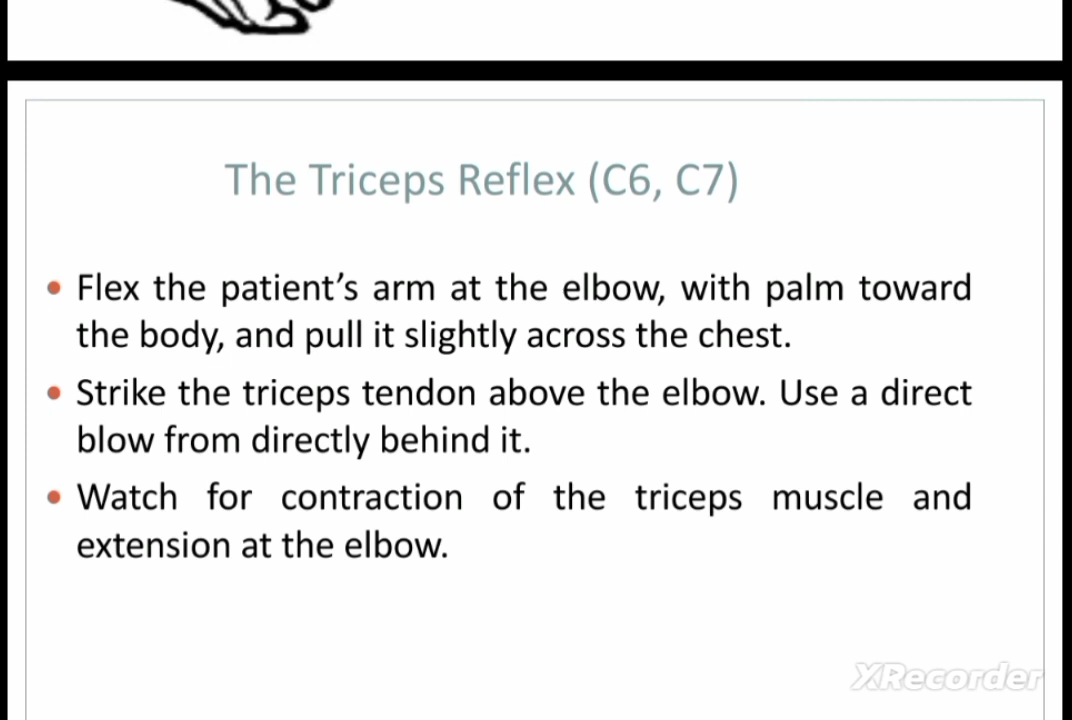 The Triceps Reflex (C6, C7)
• Flex the patient’s arm at the elbow, with palm toward
the body, and pull it slightly across the chest.
• Strike the triceps tendon above the elbow. Use a direct
blow from directly behind it.
• Watch for contraction of the triceps muscle and
extension at the elbow.
XRecorder